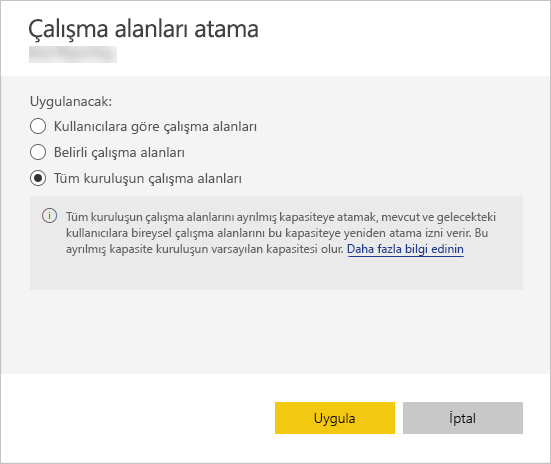 Çalışma alanları atama
Uygulanacak:
Kullanıcılara göre çalışma alanları
Belirli çalışma alanları
Tüm kuruluşun çalışma alanları
Tüm kuruluşun çalışma alanlarını ayrılmış kapasiteye atamak, mevcut ve gelecekteki
kullanıcılara bireysel çalışma alanlarını bu kapasiteye yeniden atama izni verir. Bu
ayrılmış kapasite kuruluşun varsayılan kapasitesi olur. Daha fazla bilgi edinin
Uygula
İptal